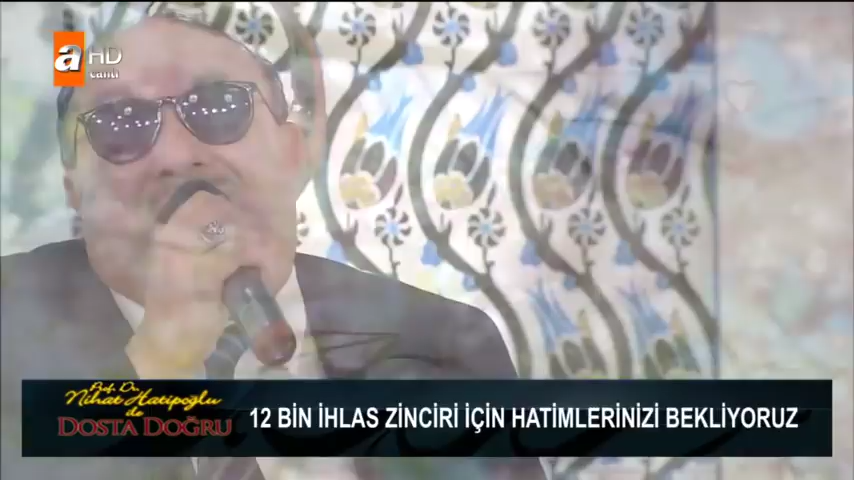 a HD
canlı
Prof. Dr.
Nihat Hatipoğlu
ile
DOSTA DOĞRU
12 BİN İHLAS ZİNCİRİ İÇİN HATİMLERİNİZİ BEKLİYORUZ